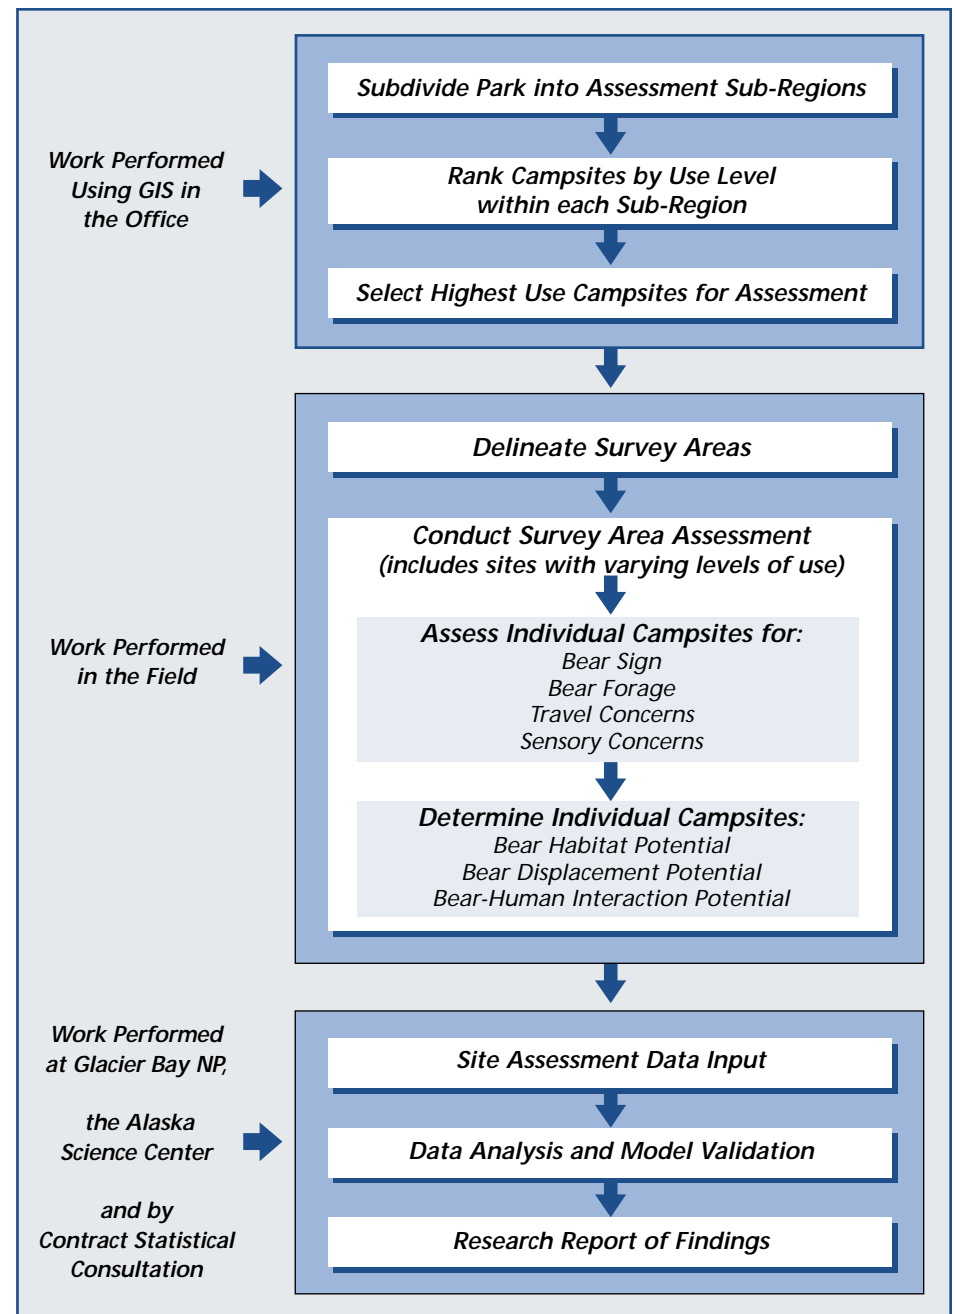 Work Performed
Using GIS in
the Office
Subdivide Park into Assessment Sub-Regions
Rank Campsites by Use Level
within each Sub-Region
Select Highest Use Campsites for Assessment
Work Performed
in the Field
Delineate Survey Areas
Conduct Survey Area Assessment
(includes sites with varying levels of use)
Assess Individual Campsites for:
Bear Sign
Bear Forage
Travel Concerns
Sensory Concerns
Determine Individual Campsites:
Bear Habitat Potential
Bear Displacement Potential
Bear-Human Interaction Potential
Work Performed
at Glacier Bay NP,
the Alaska
Science Center
and by
Contract Statistical
Consultation
Site Assessment Data Input
Data Analysis and Model Validation
Research Report of Findings